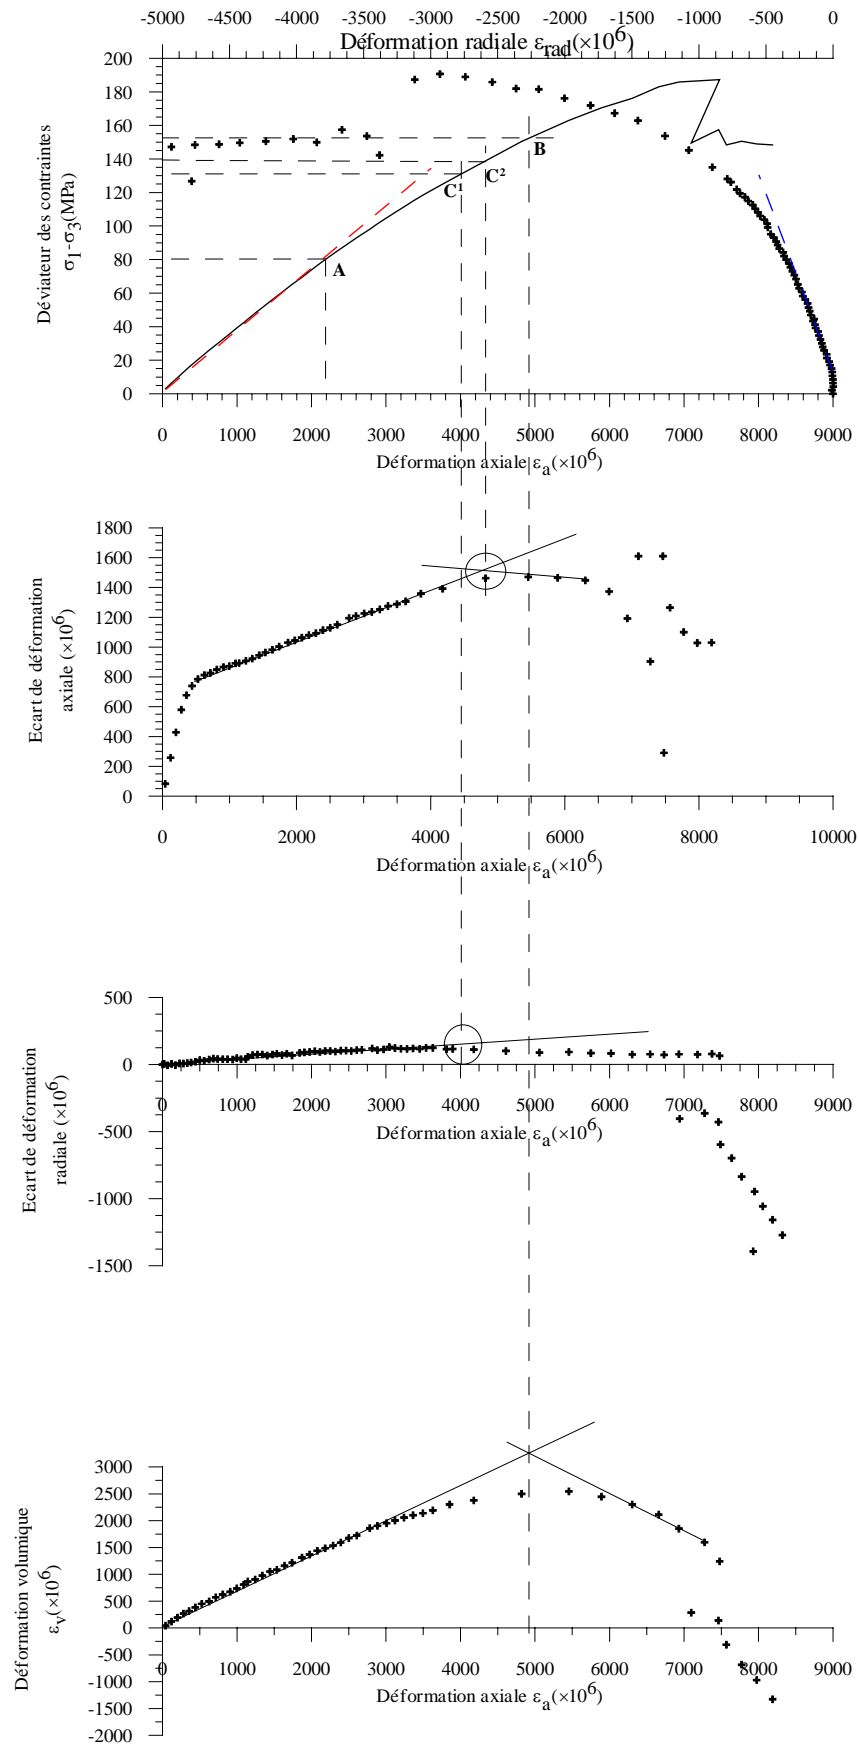 -5000 -4500 -4000 -3500 -3000 -2500 -2000 -1500 -1000 -500 0
Déformation radiale εrad(×10⁶)
200
180
160
140
120
100
80
60
40
20
0
Déviateur des contraintes
σ1-σ3(MPa)
B
C¹
C²
A
0 1000 2000 3000 4000 5000 6000 7000 8000 9000
Déformation axiale εa(×10⁶)
1800
1600
1400
1200
1000
800
600
400
200
0
Ecart de déformation
axiale (×10⁶)
0 2000 4000 6000 8000 10000
Déformation axiale εa(×10⁶)
500
0
-500
-1000
-1500
Ecart de déformation
radiale (×10⁶)
0 1000 2000 3000 4000 5000 6000 7000 8000 9000
Déformation axiale εa(×10⁶)
3000
2500
2000
1500
1000
500
0
-500
-1000
-1500
-2000
Déformation volumique
εv(×10⁶)
0 1000 2000 3000 4000 5000 6000 7000 8000 9000
Déformation axiale εa(×10⁶)